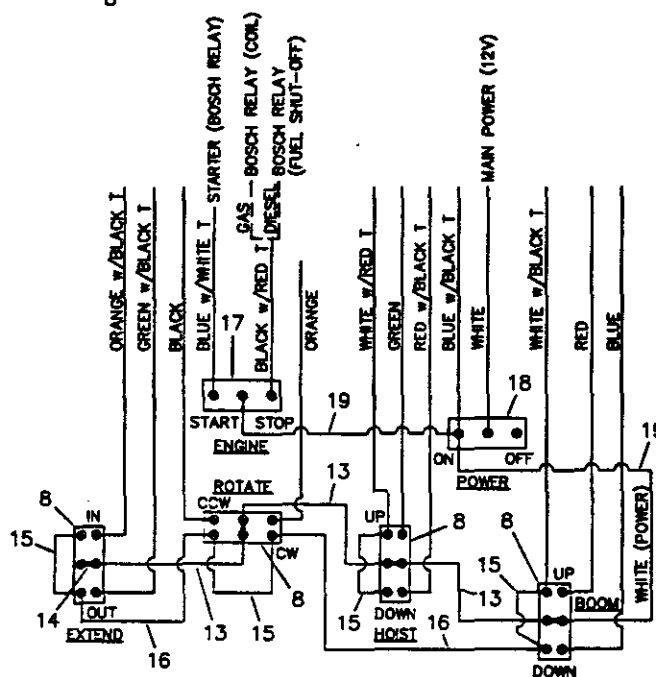 STARTER (BOSCH RELAY)
GAS — BOSCH RELAY (COIL)
DIESEL BOSCH RELAY
(FUEL SHUT-OFF)
MAIN POWER (12V)
ORANGE w/BLACK T
GREEN w/BLACK T
BLACK
BLUE w/WHITE T
BLACK w/RED T
ORANGE
WHITE w/RED T
GREEN
RED w/BLACK T
BLUE w/BLACK T
WHITE
WHITE w/BLACK T
RED
BLUE
17
START STOP
ENGINE
19
18
ON OFF
POWER
19
WHITE (POWER)
ROTATE
CCW
CW
13
8
15
8
IN
15
14
OUT
EXTEND
16
13
UP
8
15
DOWN
HOIST
13
16
8
15
UP
BOOM
DOWN